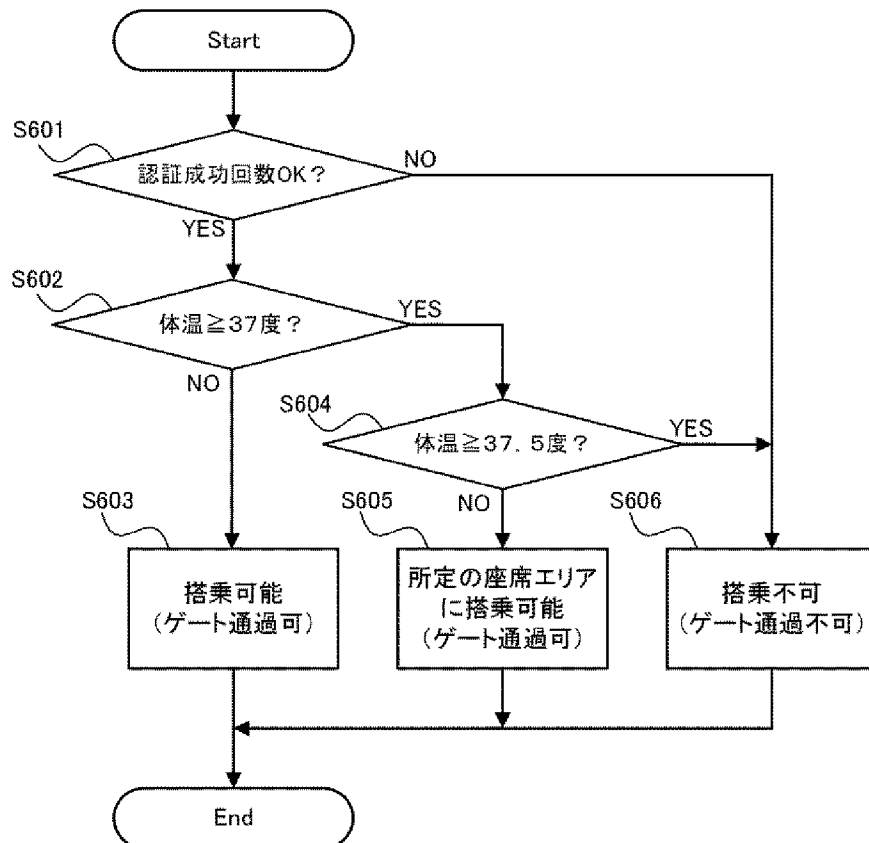 Start
S601
認証成功回数OK？
NO
YES
S602
体温≧37度？
YES
NO
S604
体温≧37．5度？
YES
NO
S603
搭乗可能
（ゲート通過可）
S605
所定の座席エリア
に搭乗可能
（ゲート通過可）
S606
搭乗不可
（ゲート通過不可）
End